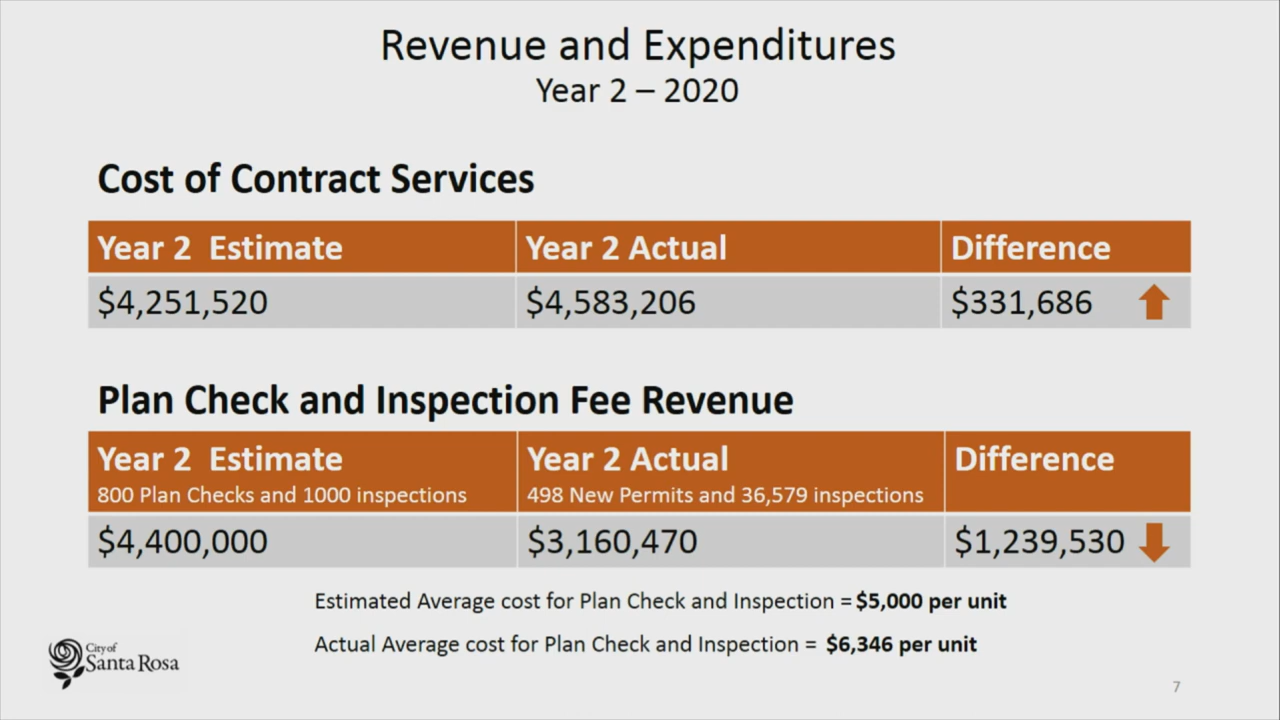 Revenue and Expenditures
Year 2 – 2020
Cost of Contract Services
Year 2 Estimate
Year 2 Actual
Difference
$4,251,520
$4,583,206
$331,686
Plan Check and Inspection Fee Revenue
Year 2 Estimate
Year 2 Actual
Difference
800 Plan Checks and 1000 inspections
498 New Permits and 36,579 inspections
$4,400,000
$3,160,470
$1,239,530
Estimated Average cost for Plan Check and Inspection = $5,000 per unit
Actual Average cost for Plan Check and Inspection = $6,346 per unit
City of
Santa Rosa
7